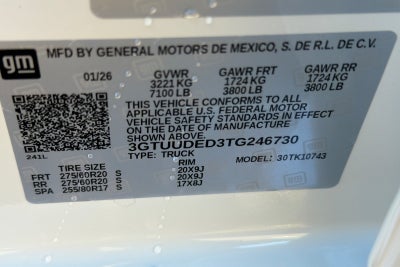 gm
MFD BY GENERAL MOTORS DE MEXICO, S. DE R.L. DE C.V.
01/26 GVWR GAWR FRT GAWR RR
3221 KG 1724 KG 1724 KG
7100 LB 3800 LB 3800 LB
THIS VEHICLE CONFORMS TO ALL
APPLICABLE U.S. FEDERAL MOTOR
VEHICLE SAFETY STANDARDS IN EFFECT
ON THE DATE OF MANUFACTURE
SHOWN ABOVE.
241L 3GTUUDED3TG246730
TYPE: TRUCK MODEL: 30TK10743
TIRE SIZE RIM
FRT 275/60R20 S 20X9J
RR 275/60R20 S 20X9J
SPA 255/80R17 S 17X8J